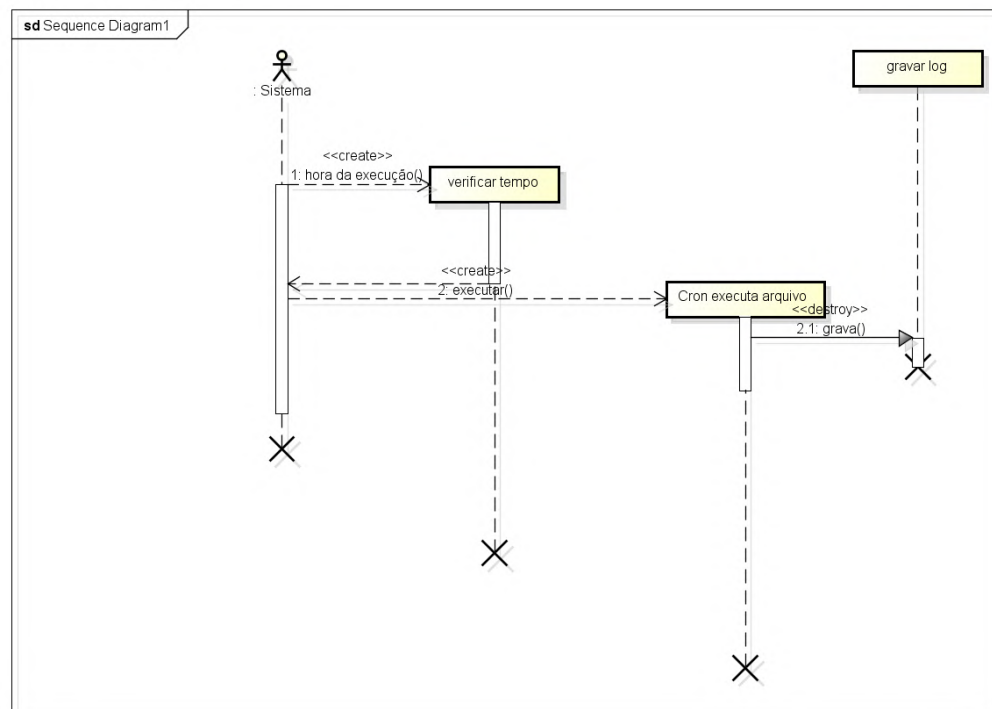 sd Sequence Diagram1
: Sistema
gravar log
<<create>>
1: hora da execução()
verificar tempo
<<create>>
2: executar()
Cron executa arquivo
<<destroy>>
2.1: grava()